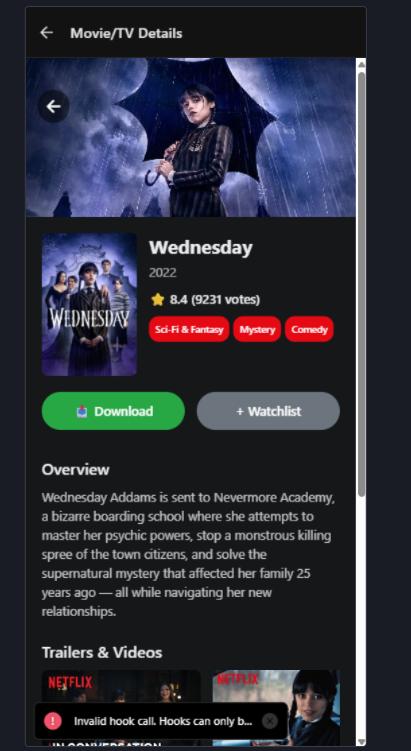 Movie/TV Details
Wednesday
2022
8.4 (9231 votes)
WEDNESDAY
Sci-Fi & Fantasy
Mystery
Comedy
Download
+ Watchlist
Overview
Wednesday Addams is sent to Nevermore Academy,
a bizarre boarding school where she attempts to
master her psychic powers, stop a monstrous killing
spree of the town citizens, and solve the
supernatural mystery that affected her family 25
years ago — all while navigating her new
relationships.
Trailers & Videos
NETFLIX
NETFLIX
Invalid hook call. Hooks can only b...
IN CONVERSATION